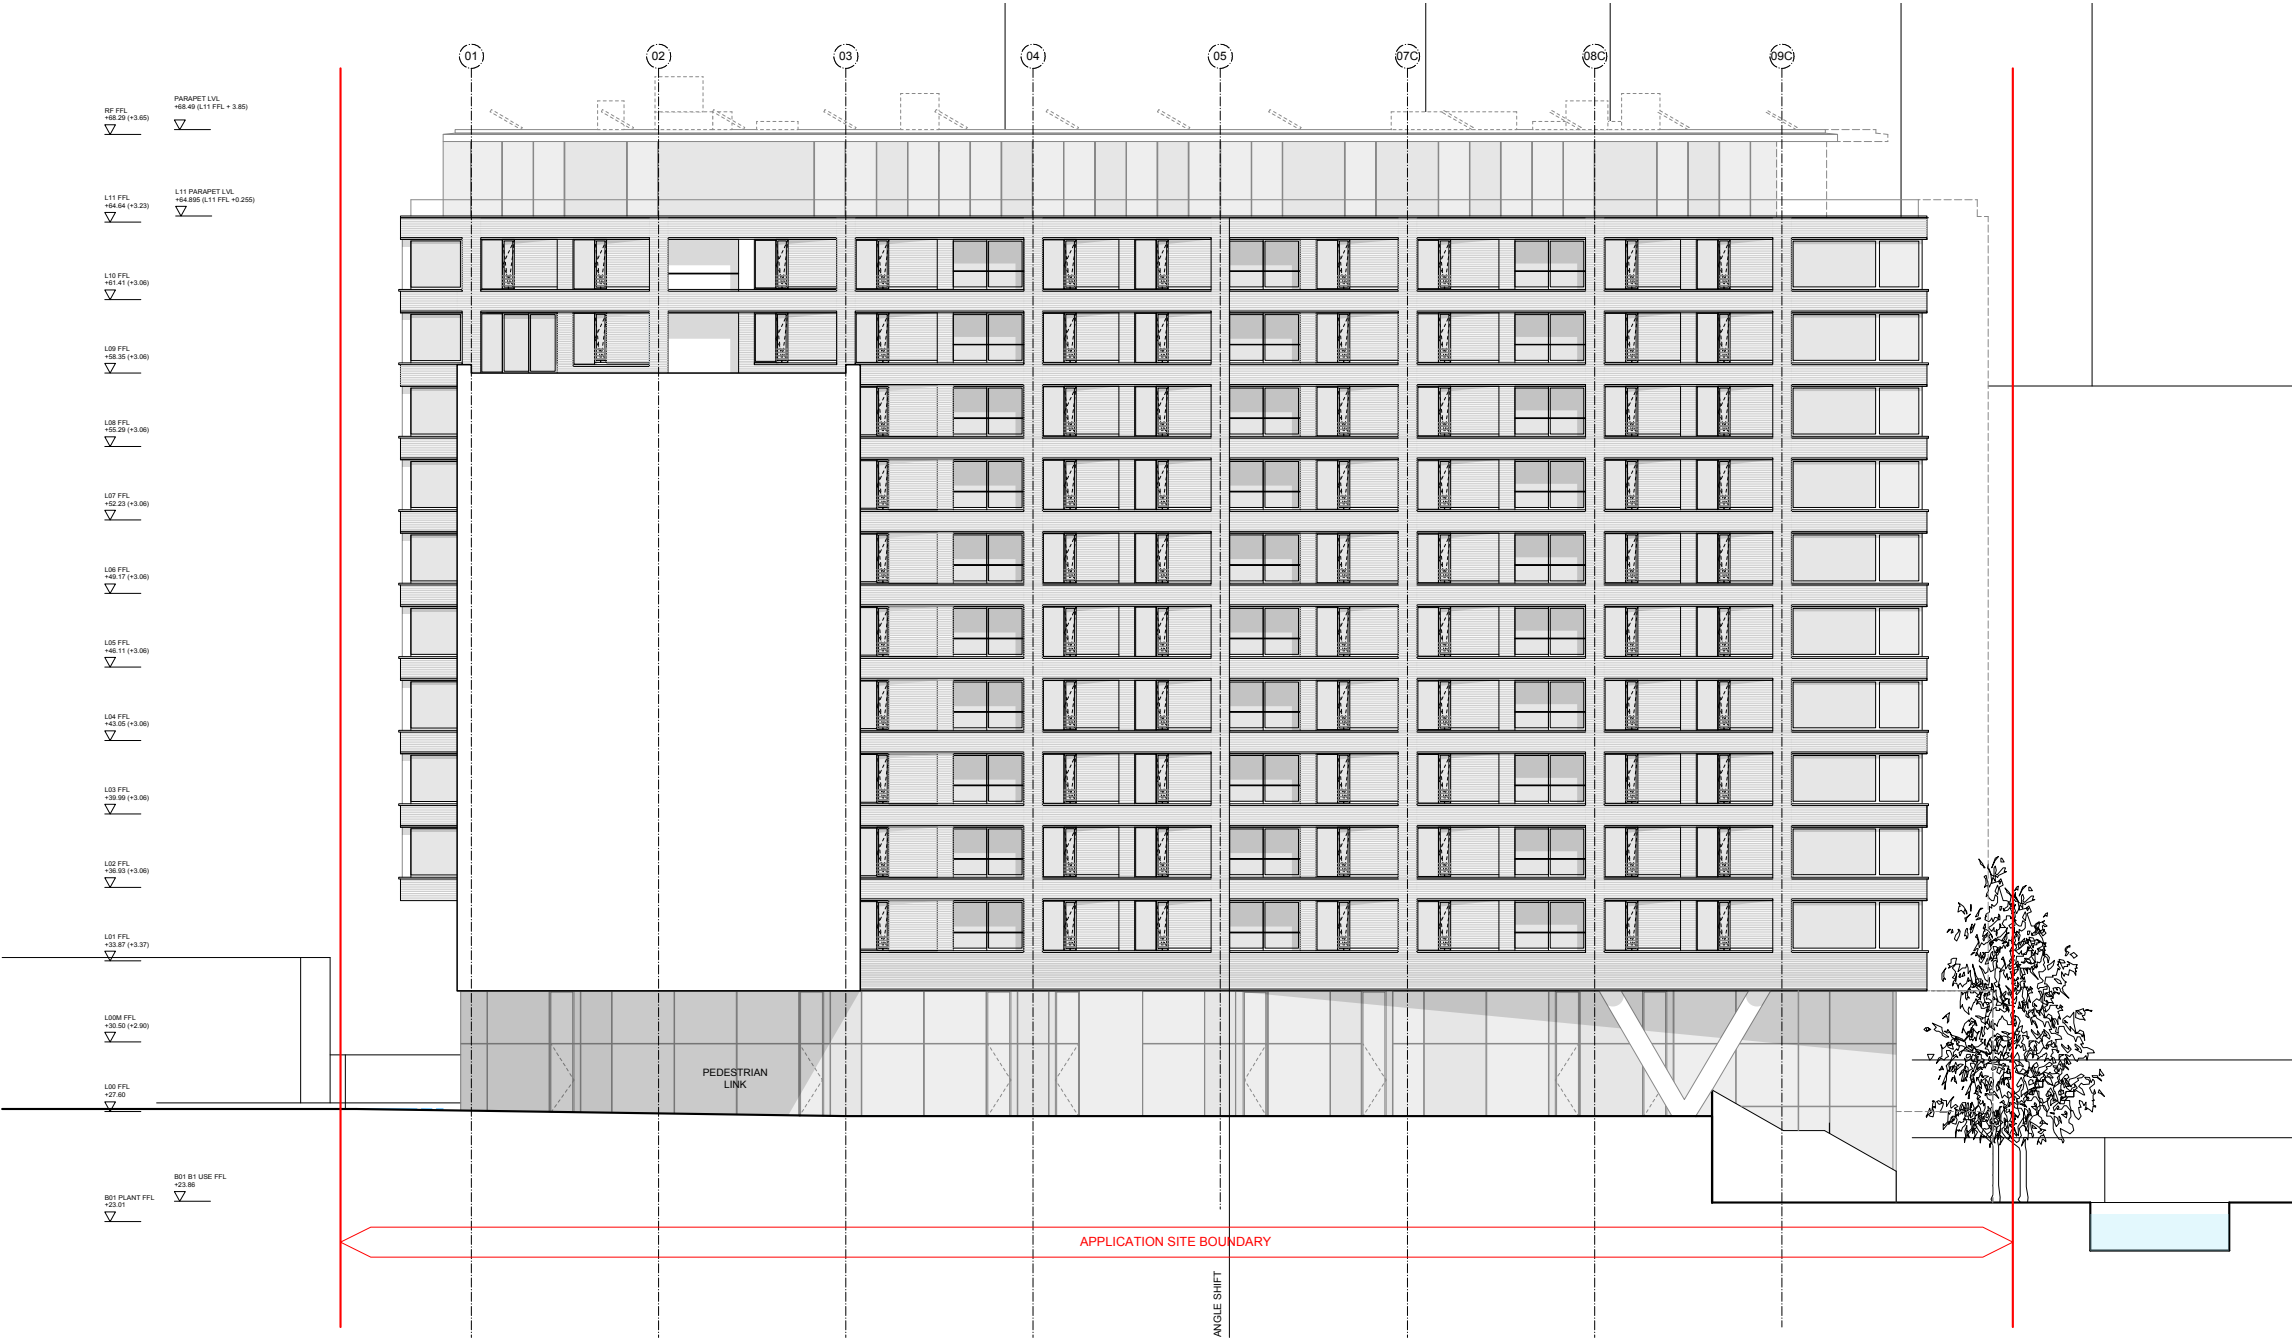 01
02
03
04
05
07C
08C
09C
RF FFL
+68.29 (+3.65)
PARAPET LVL
+68.49 (L11 FFL + 3.85)
L11 FFL
+64.64 (+3.23)
L11 PARAPET LVL
+64.895 (L11 FFL +0.255)
L10 FFL
+61.41 (+3.06)
L09 FFL
+58.35 (+3.06)
L08 FFL
+55.29 (+3.06)
L07 FFL
+52.23 (+3.06)
L06 FFL
+49.17 (+3.06)
L05 FFL
+46.11 (+3.06)
L04 FFL
+43.05 (+3.06)
L03 FFL
+39.99 (+3.06)
L02 FFL
+36.93 (+3.06)
L01 FFL
+33.87 (+3.37)
L00M FFL
+30.50 (+2.90)
L00 FFL
+27.60
PEDESTRIAN
LINK
B01 B1 USE FFL
+23.86
B01 PLANT FFL
+23.01
APPLICATION SITE BOUNDARY
ANGLE SHIFT